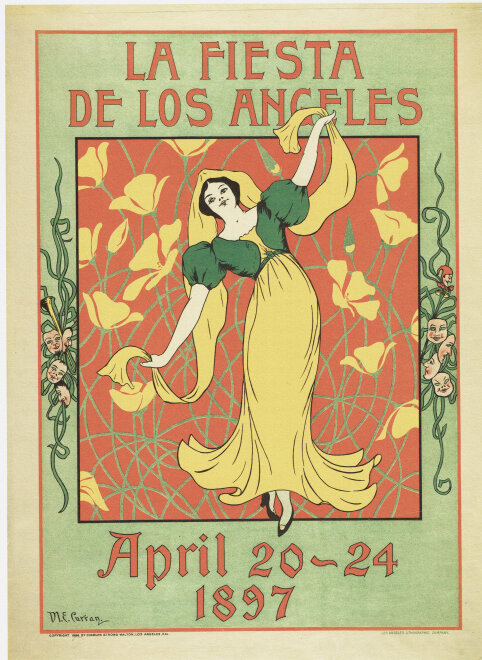 LA FIESTA
DE LOS ANGELES
April 20~24
1897
M.E. Curran
COPYRIGHT 1896, BY CHARLES STRONG WALTON, LOS ANGELES, KAL.
LOS ANGELES LITHOGRAPHIC COMPANY.